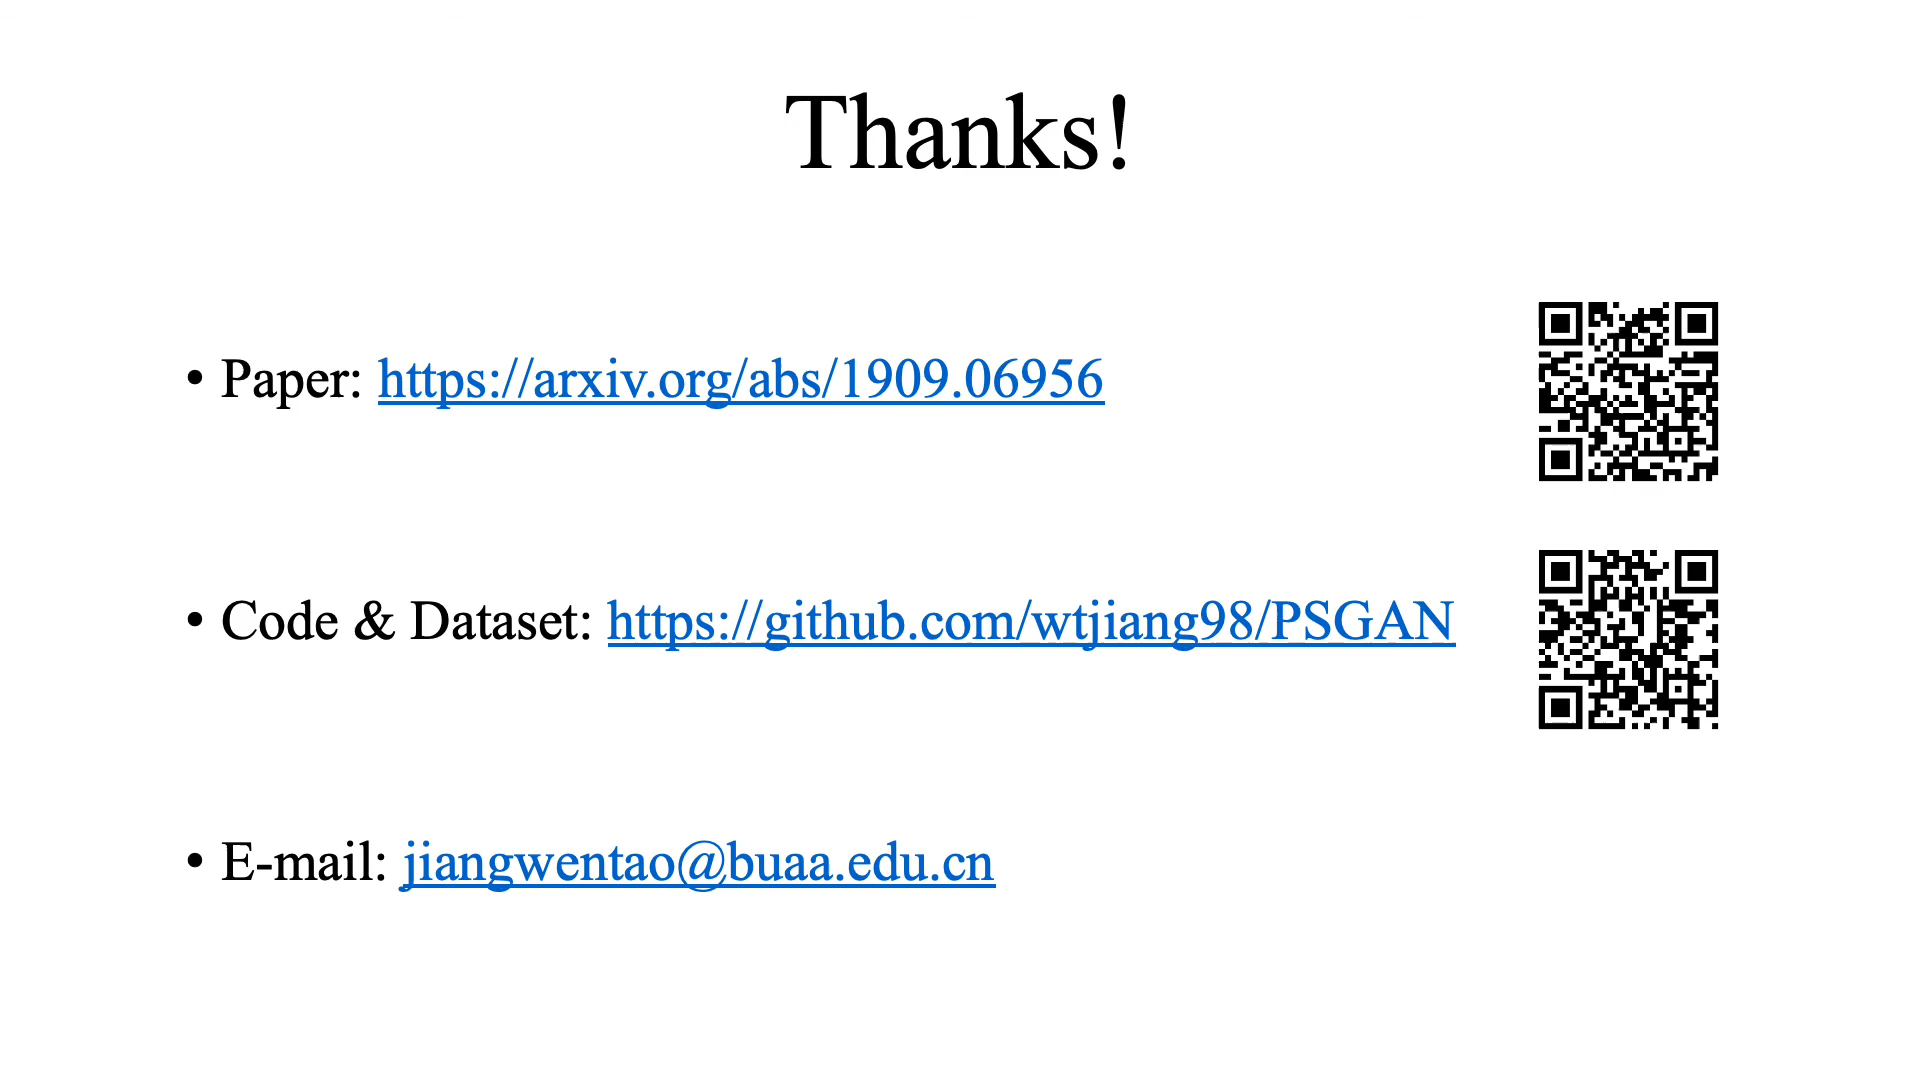 Thanks!
• Paper: https://arxiv.org/abs/1909.06956
• Code & Dataset: https://github.com/wtjiang98/PSGAN
• E-mail: jiangwentao@buaa.edu.cn